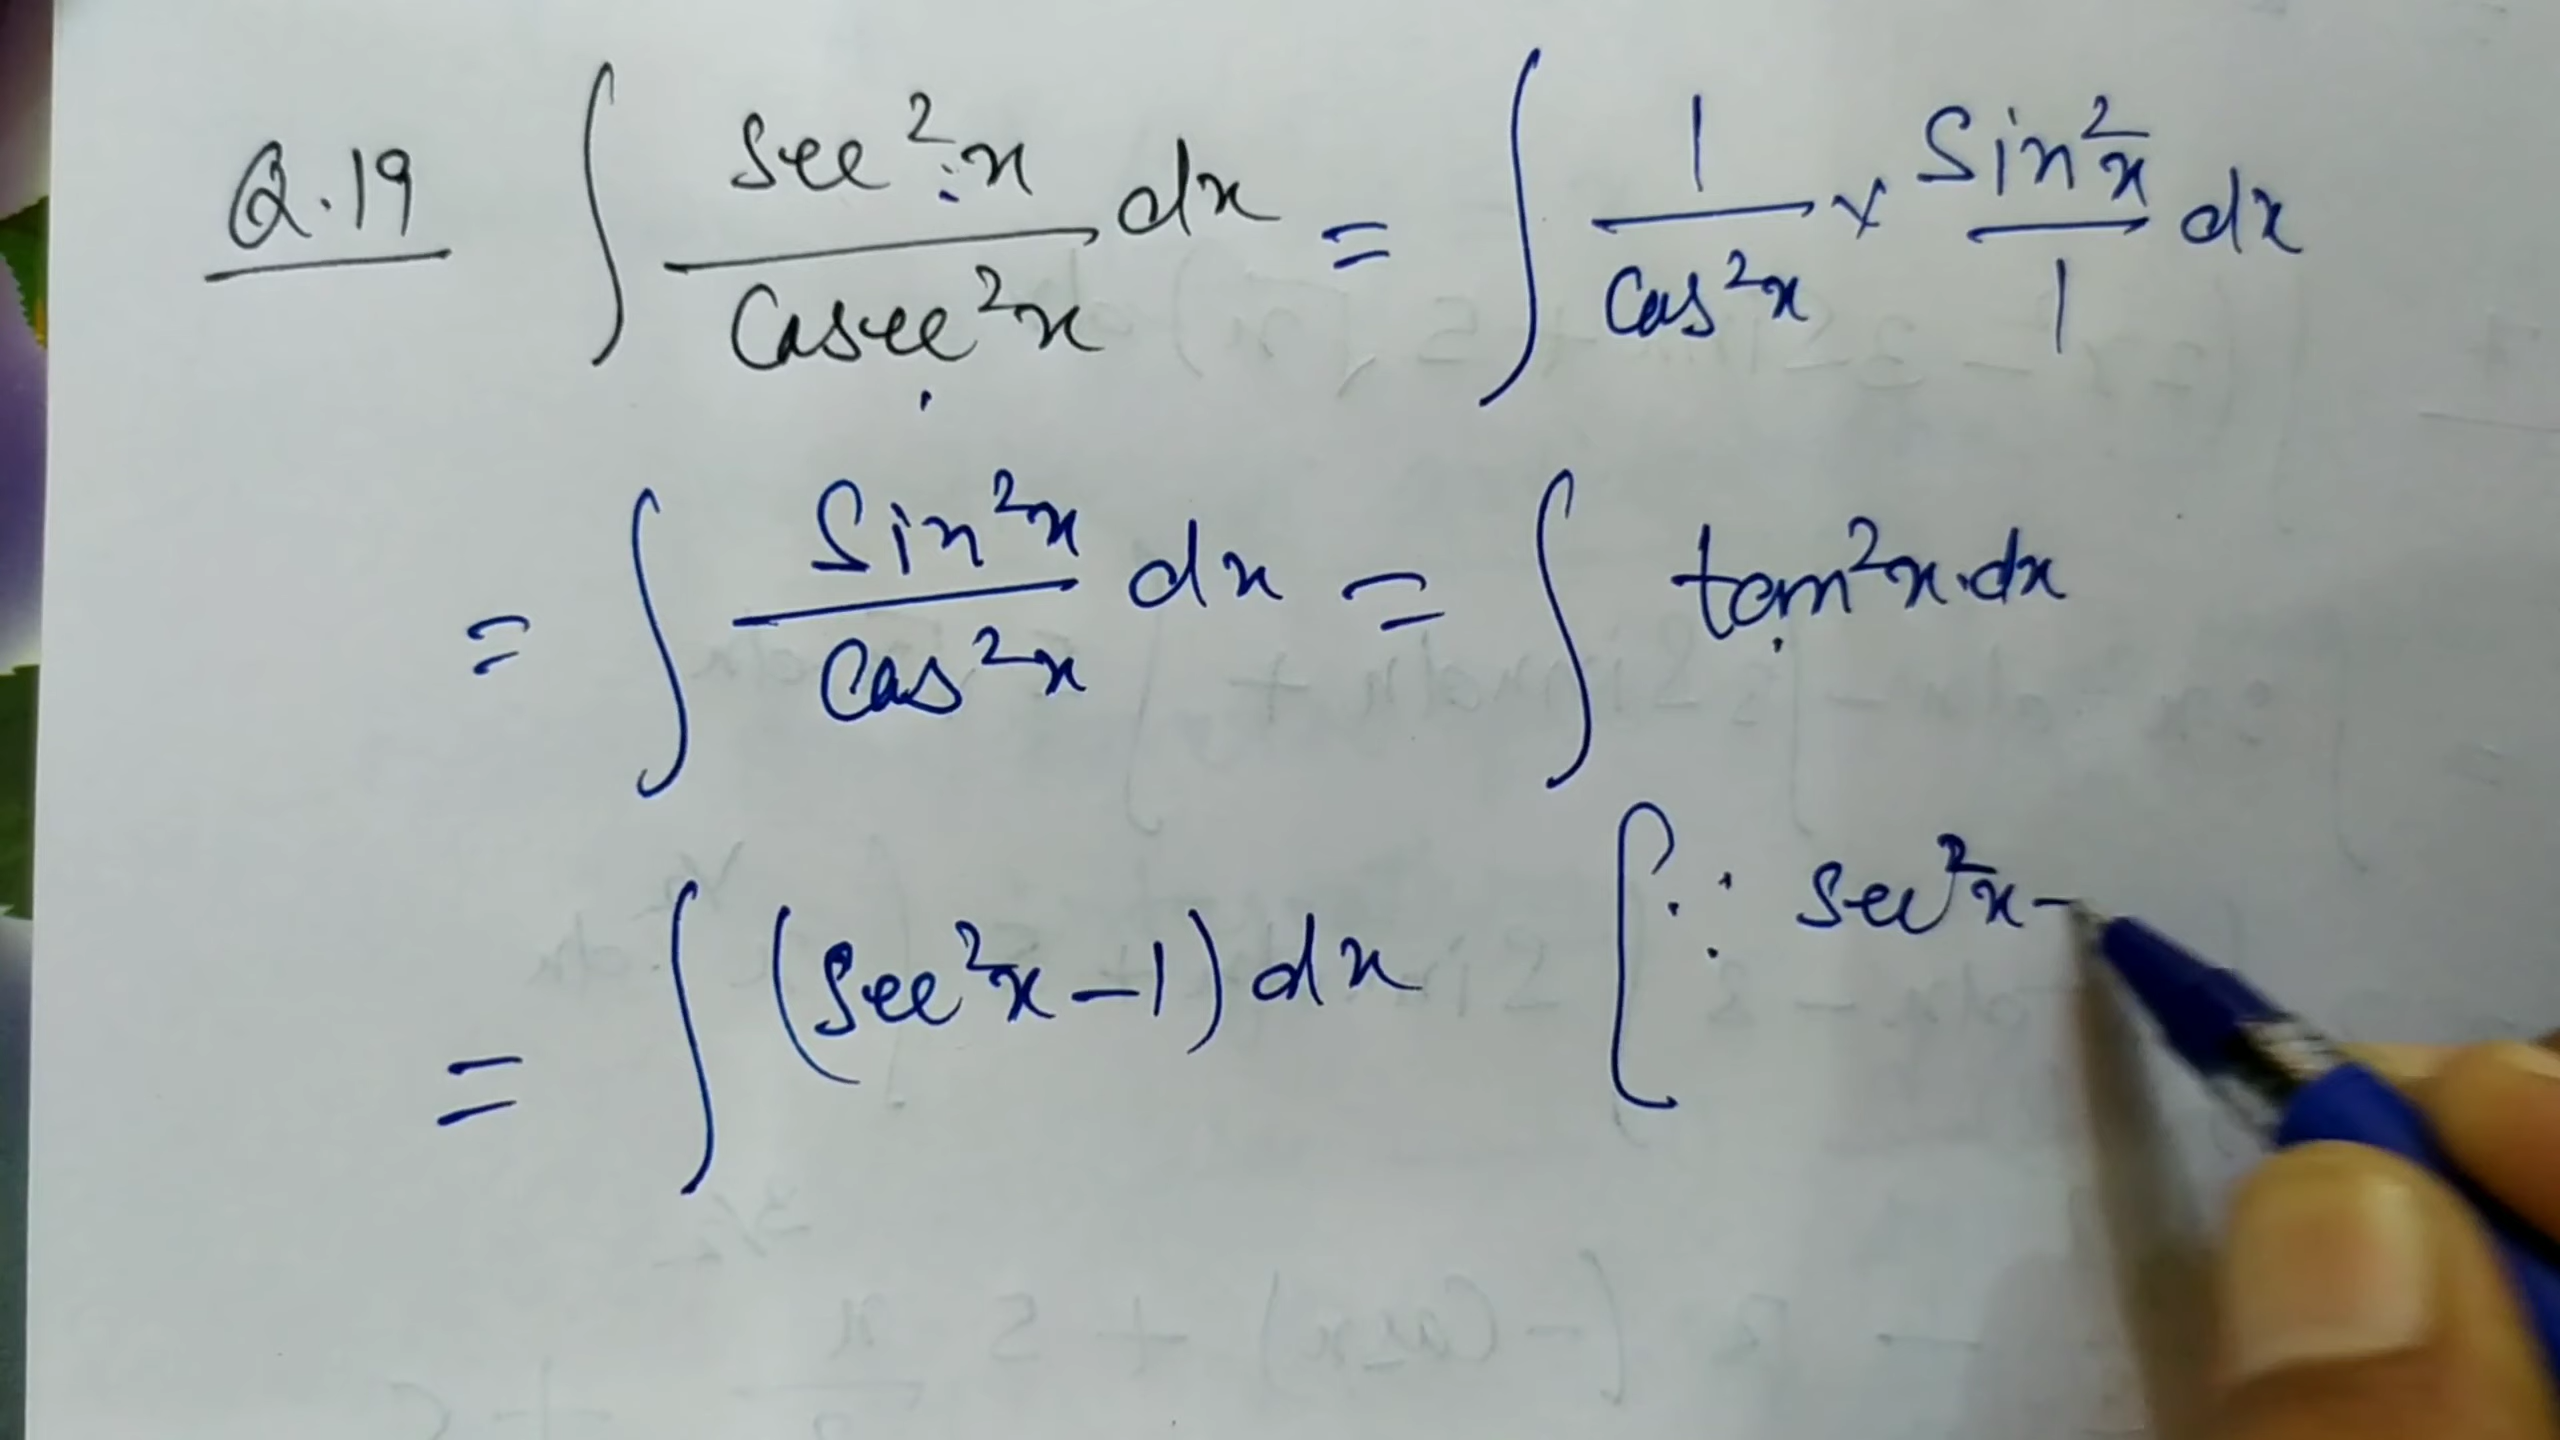 Q.19 ∫ Sec²x / Cosec²x dx = ∫ 1/Cos²x × Sin²x/1 dx
= ∫ Sin²x / Cos²x dx = ∫ tan²x.dx
= ∫ (Sec²x - 1) dx [∵ Sec²x -